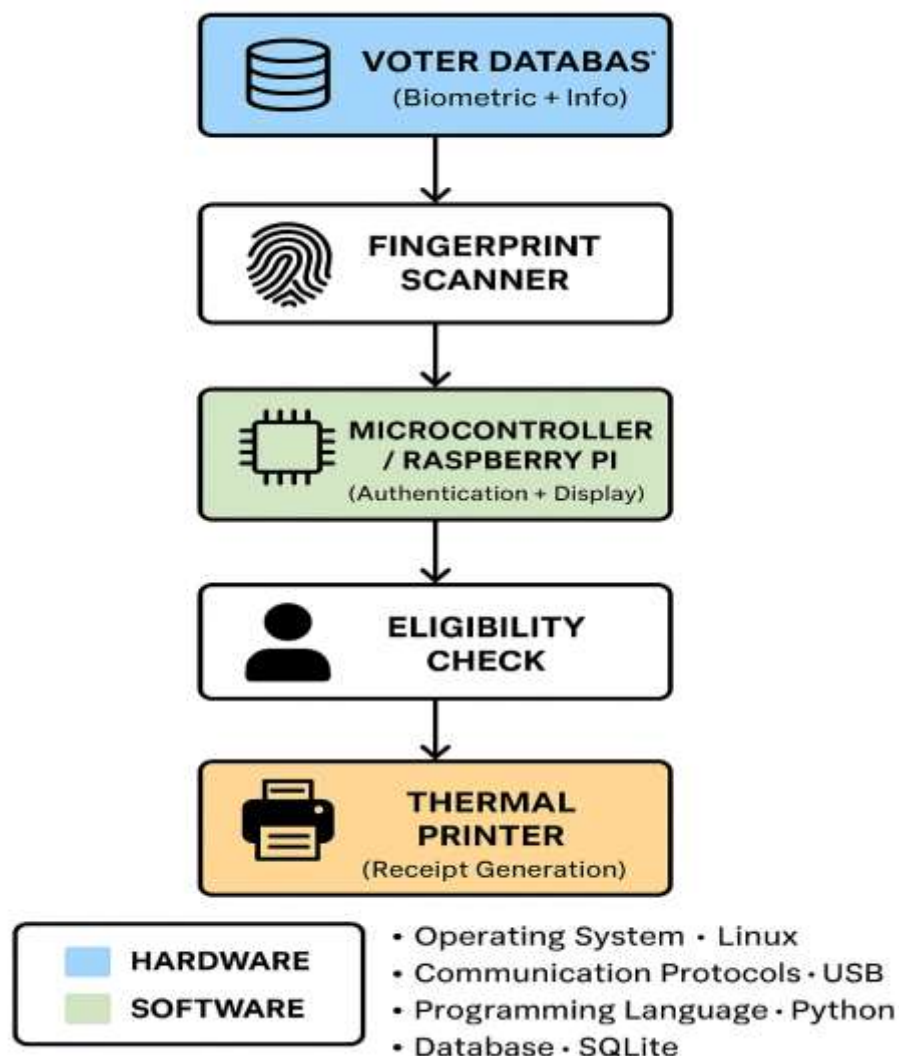 VOTER DATABAS'
(Biometric + Info)
FINGERPRINT
SCANNER
MICROCONTROLLER
/ RASPBERRY PI
(Authentication + Display)
ELIGIBILITY
CHECK
THERMAL
PRINTER
(Receipt Generation)
HARDWARE
SOFTWARE
• Operating System · Linux
• Communication Protocols · USB
• Programming Language · Python
• Database · SQLite